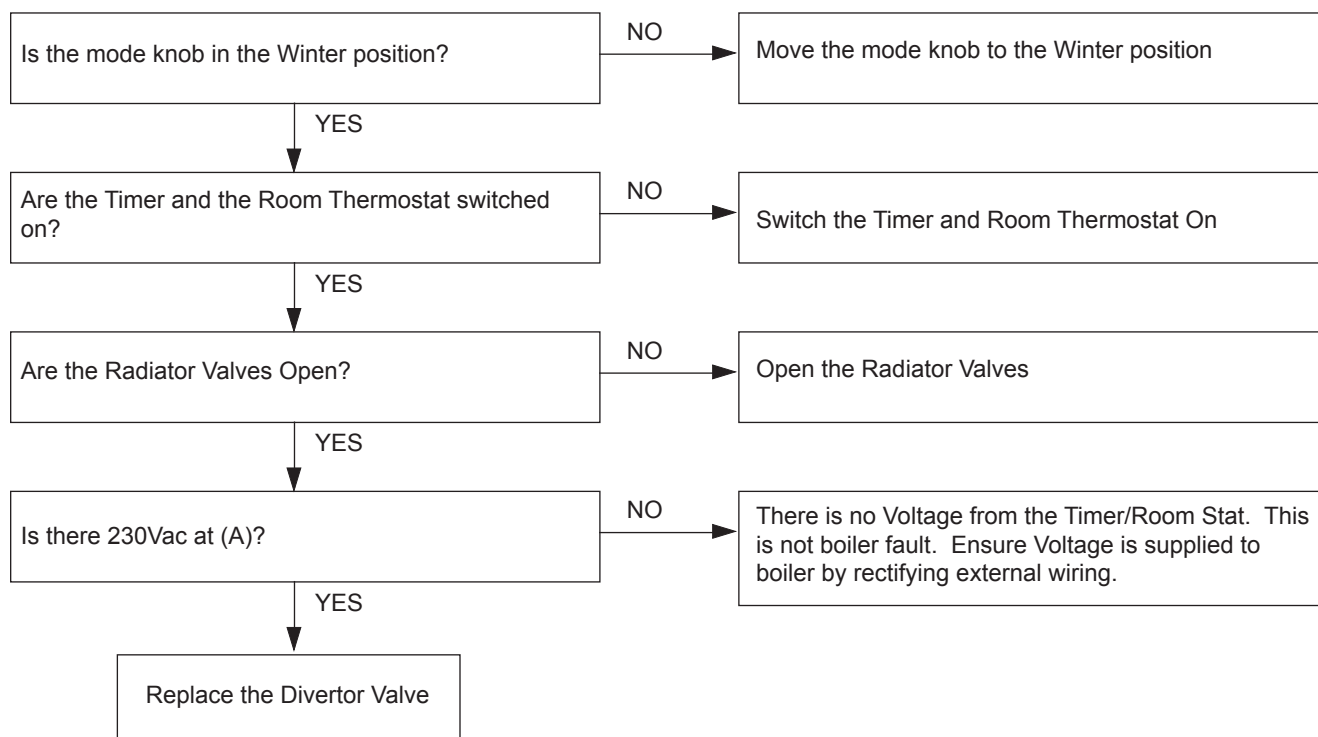 Is the mode knob in the Winter position?
NO
Move the mode knob to the Winter position
YES
Are the Timer and the Room Thermostat switched
on?
NO
Switch the Timer and Room Thermostat On
YES
Are the Radiator Valves Open?
NO
Open the Radiator Valves
YES
Is there 230Vac at (A)?
NO
There is no Voltage from the Timer/Room Stat.  This
is not boiler fault.  Ensure Voltage is supplied to
boiler by rectifying external wiring.
YES
Replace the Divertor Valve